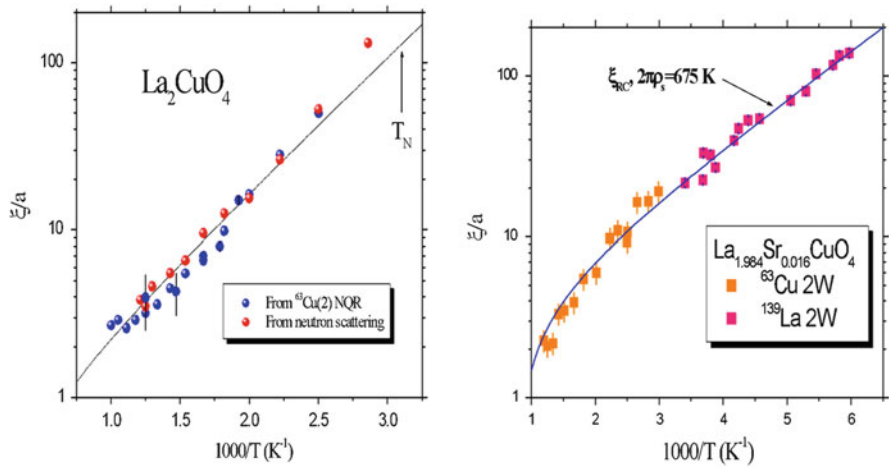 100
10
1
ξ/a
La₂CuO₄
T_N
From ⁶³Cu(2) NQR
From neutron scattering
1.0 1.5 2.0 2.5 3.0
1000/T (K⁻¹)
100
10
1
ξ/a
ξ_RC, 2πρ_s=675 K
La₁.₉₈₄Sr₀.₀₁₆CuO₄
⁶³Cu 2W
¹³⁹La 2W
1 2 3 4 5 6
1000/T (K⁻¹)